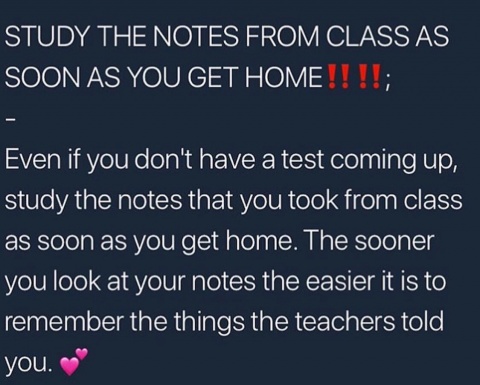 STUDY THE NOTES FROM CLASS AS
SOON AS YOU GET HOME‼️‼️;
-
Even if you don't have a test coming up,
study the notes that you took from class
as soon as you get home. The sooner
you look at your notes the easier it is to
remember the things the teachers told
you. 💕